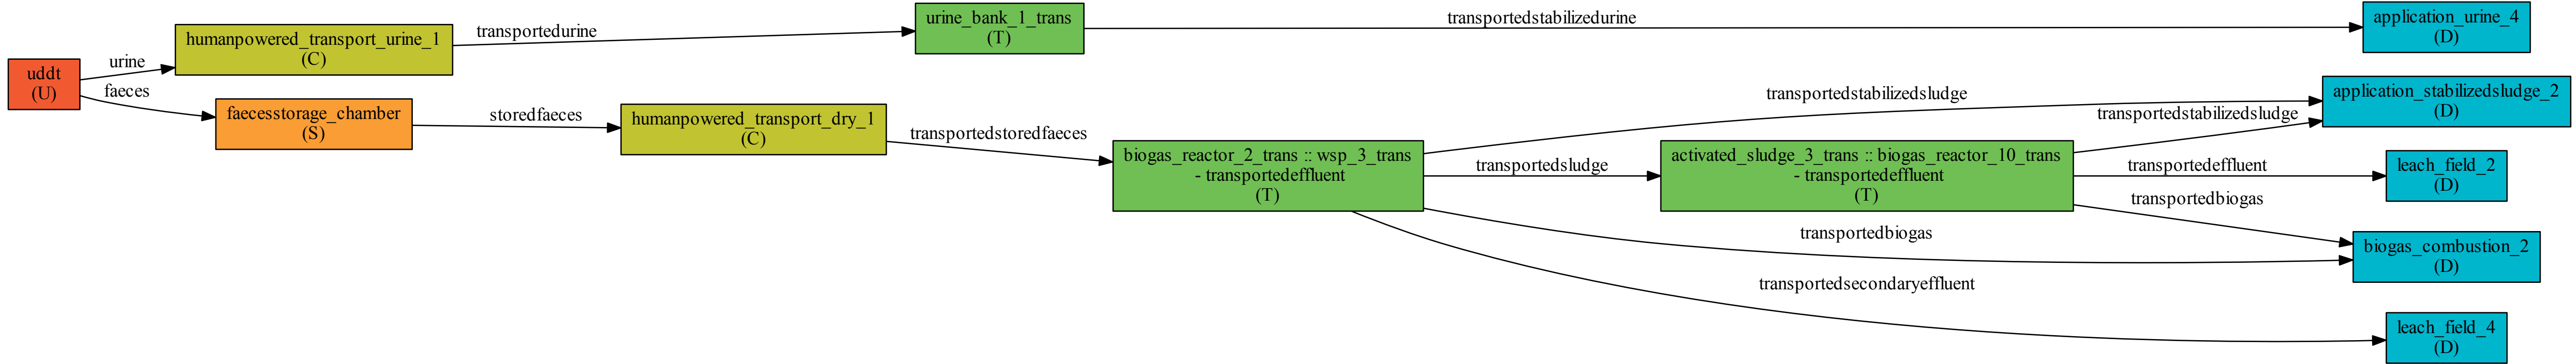 uddt
(U)
urine
faeces
humanpowered_transport_urine_1
(C)
faecesstorage_chamber
(S)
transportedurine
storedfaeces
humanpowered_transport_dry_1
(C)
urine_bank_1_trans
(T)
transportedstoredfaeces
biogas_reactor_2_trans :: wsp_3_trans
- transportedeffluent
(T)
transportedstabilizedurine
transportedstabilizedsludge
transportedsludge
activated_sludge_3_trans :: biogas_reactor_10_trans
- transportedeffluent
(T)
transportedbiogas
transportedsecondaryeffluent
transportedstabilizedsludge
transportedeffluent
transportedbiogas
application_urine_4
(D)
application_stabilizedsludge_2
(D)
leach_field_2
(D)
biogas_combustion_2
(D)
leach_field_4
(D)